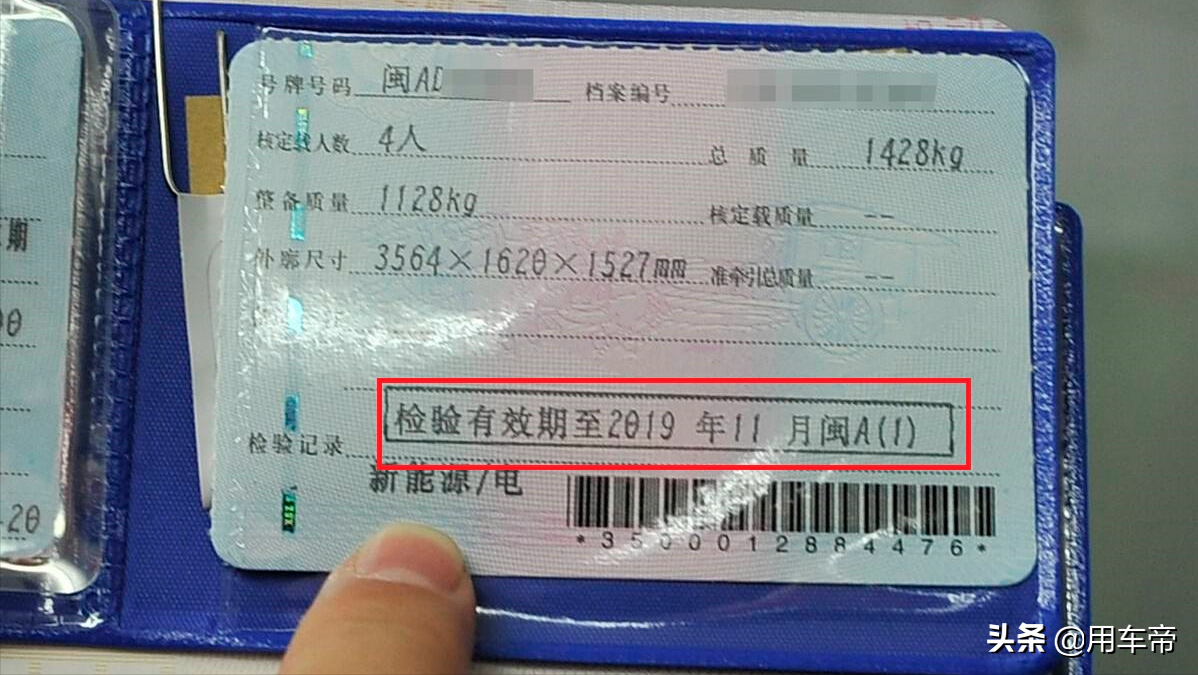 期
号牌号码 闽AD 档案编号
核定载人数 4人 总质量 1428kg
整备质量 1128kg 核定载质量 --
外廓尺寸 3564×1620×1527mm 准牵引总质量 --
检验有效期至2019 年11 月闽A(1)
检验记录
新能源/电
*3500012884476*
-20
头条 @用车帝